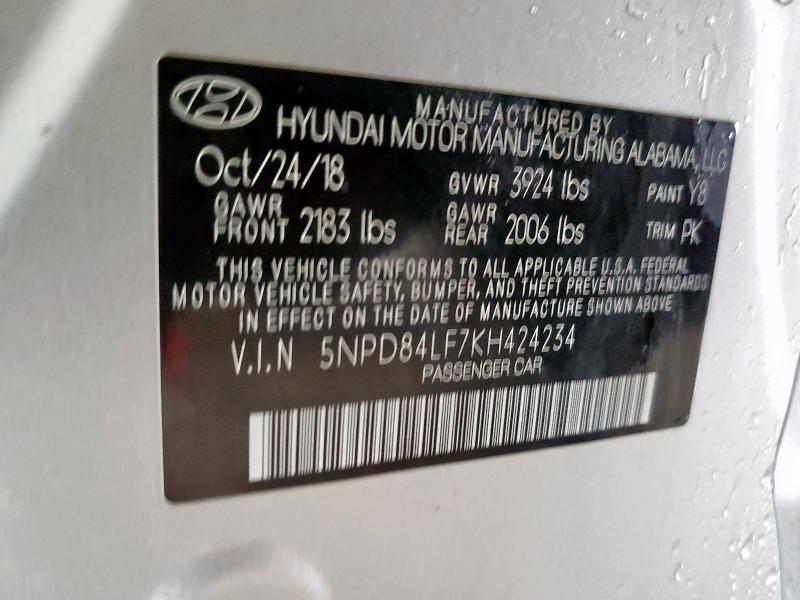 MANUFACTURED BY
HYUNDAI MOTOR MANUFACTURING ALABAMA, LLC
Oct/24/18 GVWR 3924 lbs PAINT Y8
GAWR FRONT 2183 lbs GAWR REAR 2006 lbs TRIM PK
THIS VEHICLE CONFORMS TO ALL APPLICABLE U.S.A. FEDERAL
MOTOR VEHICLE SAFETY, BUMPER, AND THEFT PREVENTION STANDARDS
IN EFFECT ON THE DATE OF MANUFACTURE SHOWN ABOVE
V.I.N 5NPD84LF7KH424234
PASSENGER CAR